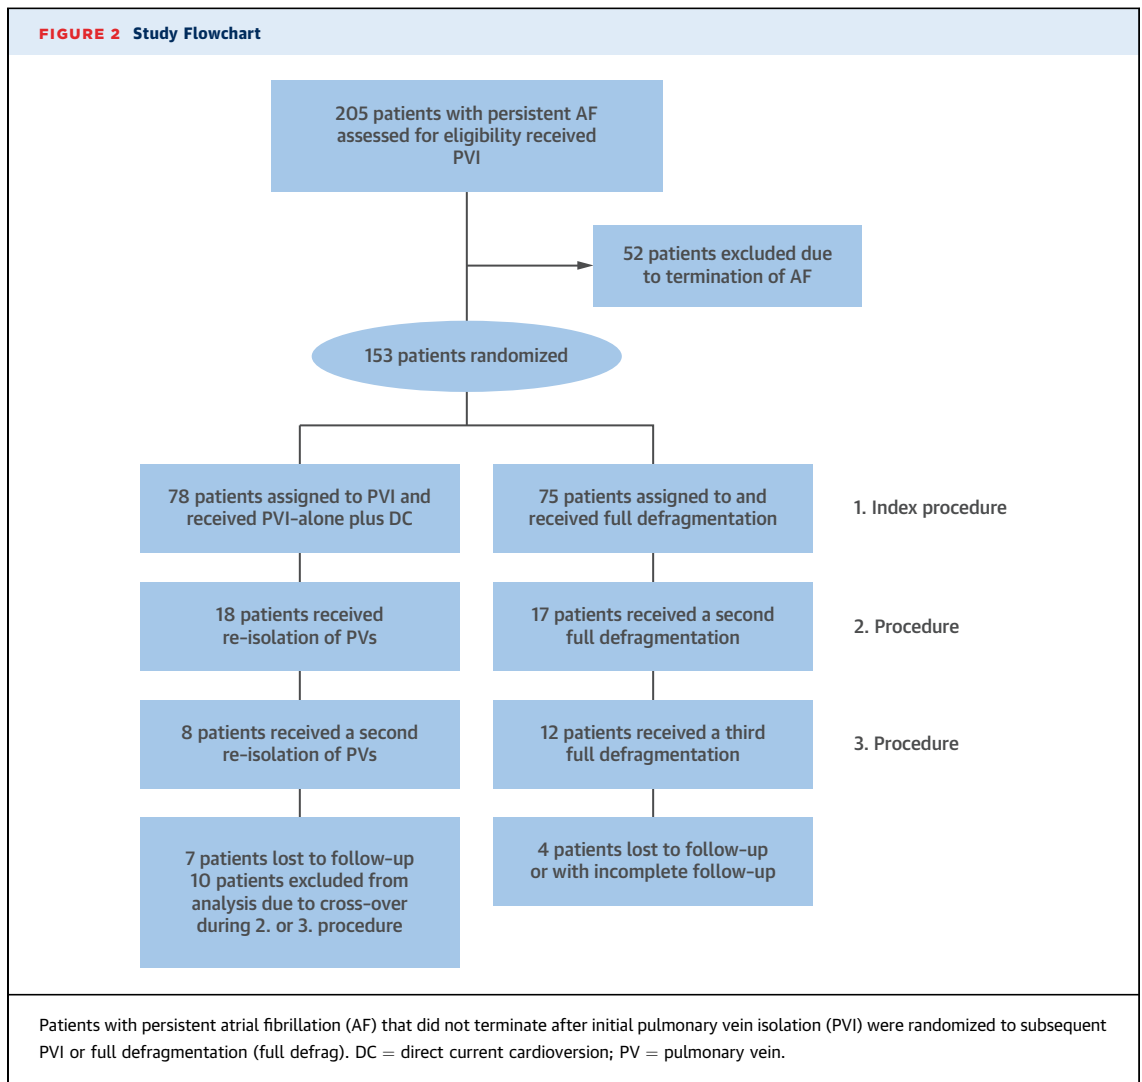 FIGURE 2 Study Flowchart
205 patients with persistent AF
assessed for eligibility received
PVI
52 patients excluded due
to termination of AF
153 patients randomized
78 patients assigned to PVI and
received PVI-alone plus DC
75 patients assigned to and
received full defragmentation
1. Index procedure
18 patients received
re-isolation of PVs
17 patients received a second
full defragmentation
2. Procedure
8 patients received a second
re-isolation of PVs
12 patients received a third
full defragmentation
3. Procedure
7 patients lost to follow-up
10 patients excluded from
analysis due to cross-over
during 2. or 3. procedure
4 patients lost to follow-up
or with incomplete follow-up
Patients with persistent atrial fibrillation (AF) that did not terminate after initial pulmonary vein isolation (PVI) were randomized to subsequent
PVI or full defragmentation (full defrag). DC = direct current cardioversion; PV = pulmonary vein.